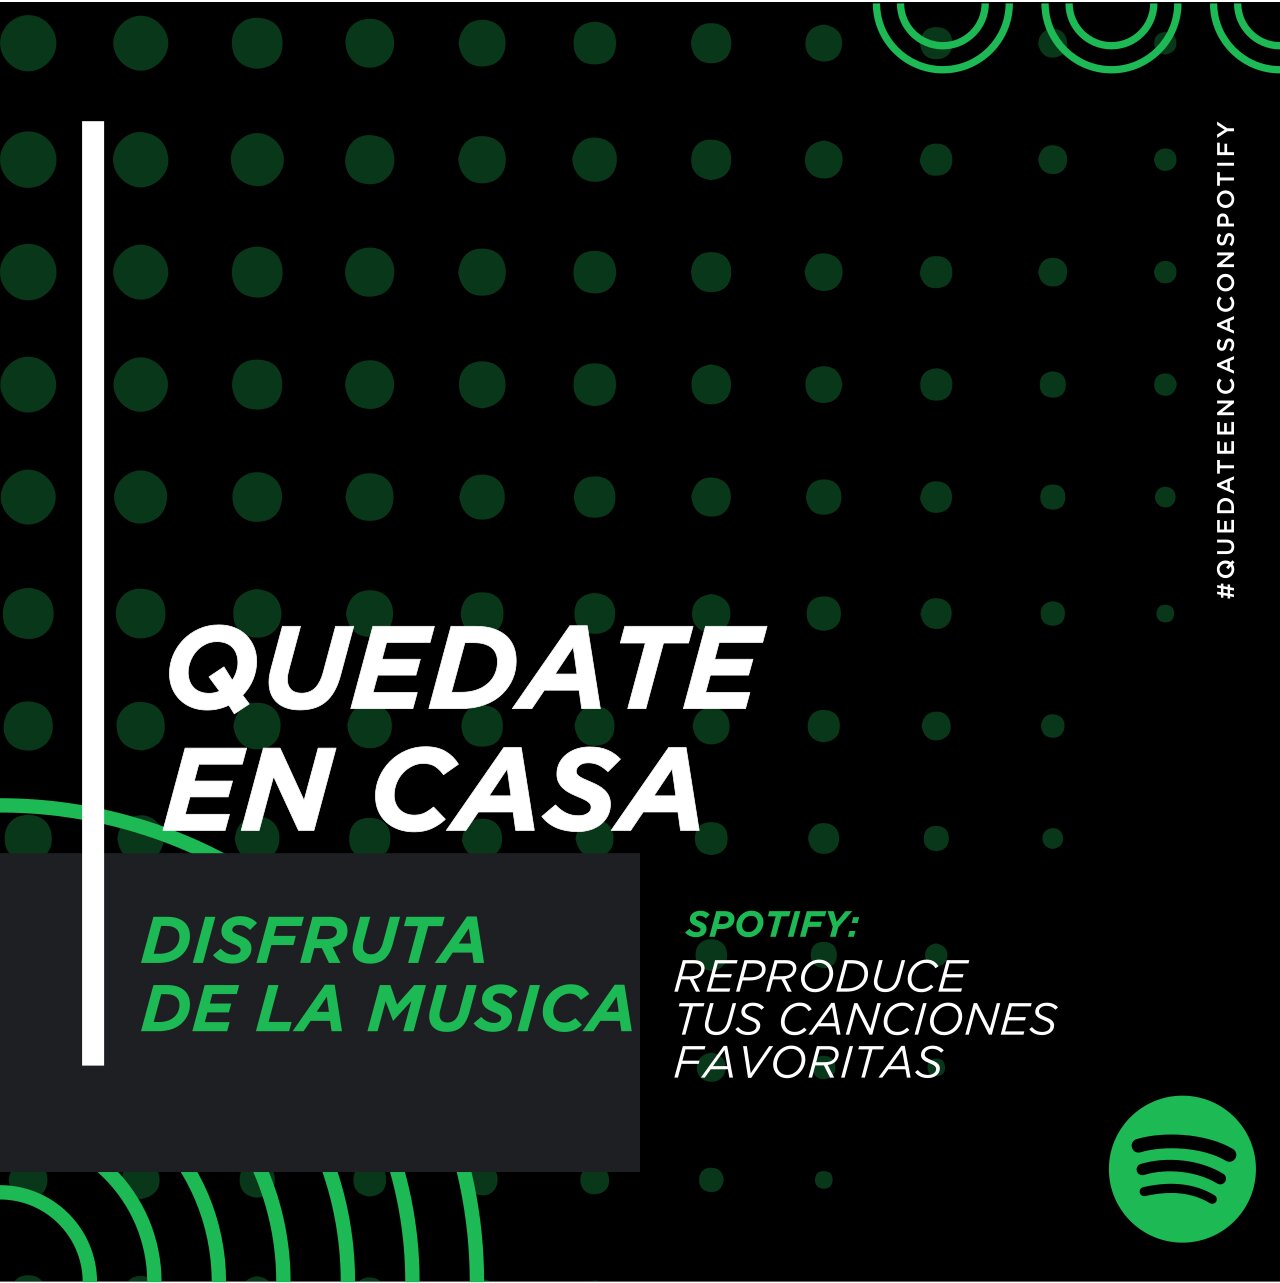 #QUEDATEENCASACONSPOTIFY
QUEDATE
EN CASA
DISFRUTA
DE LA MUSICA
SPOTIFY:
REPRODUCE
TUS CANCIONES
FAVORITAS